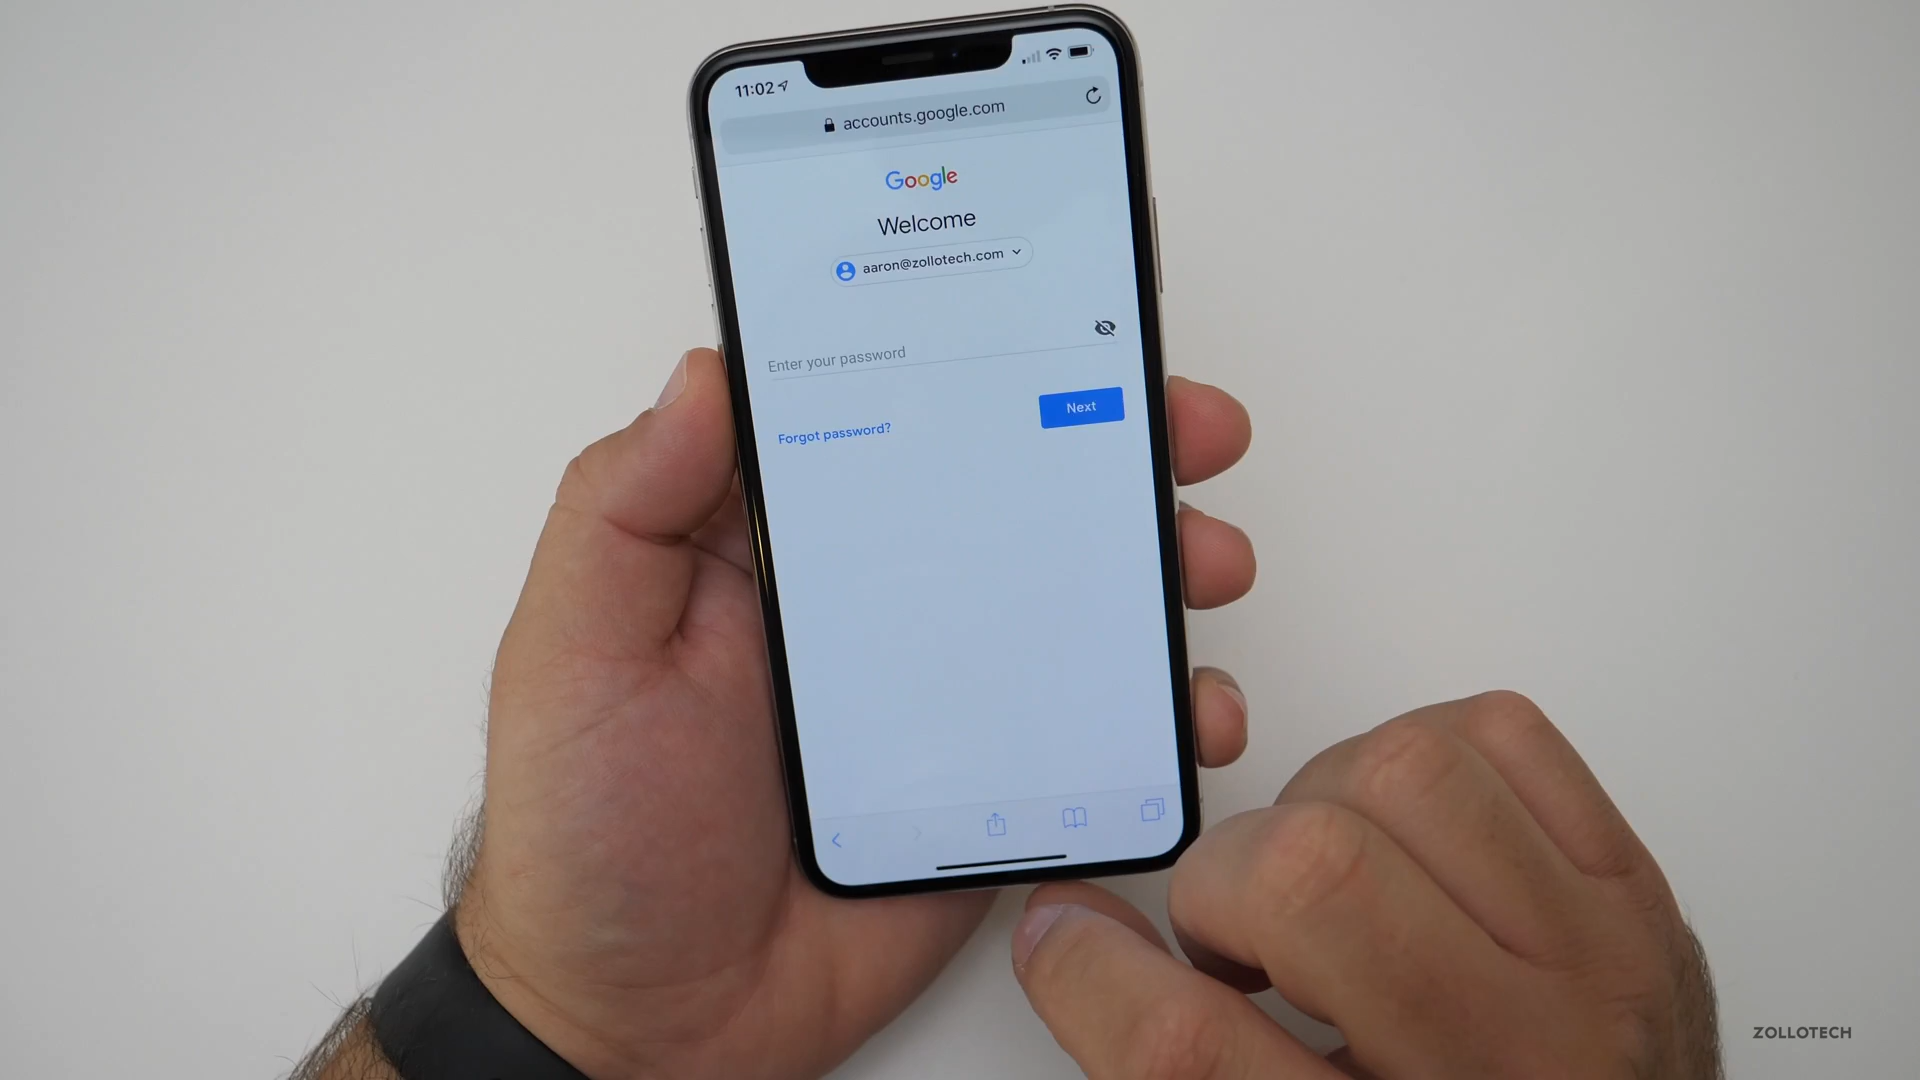 11:02
accounts.google.com
Google
Welcome
aaron@zollotech.com
Enter your password
Next
Forgot password?
ZOLLOTECH